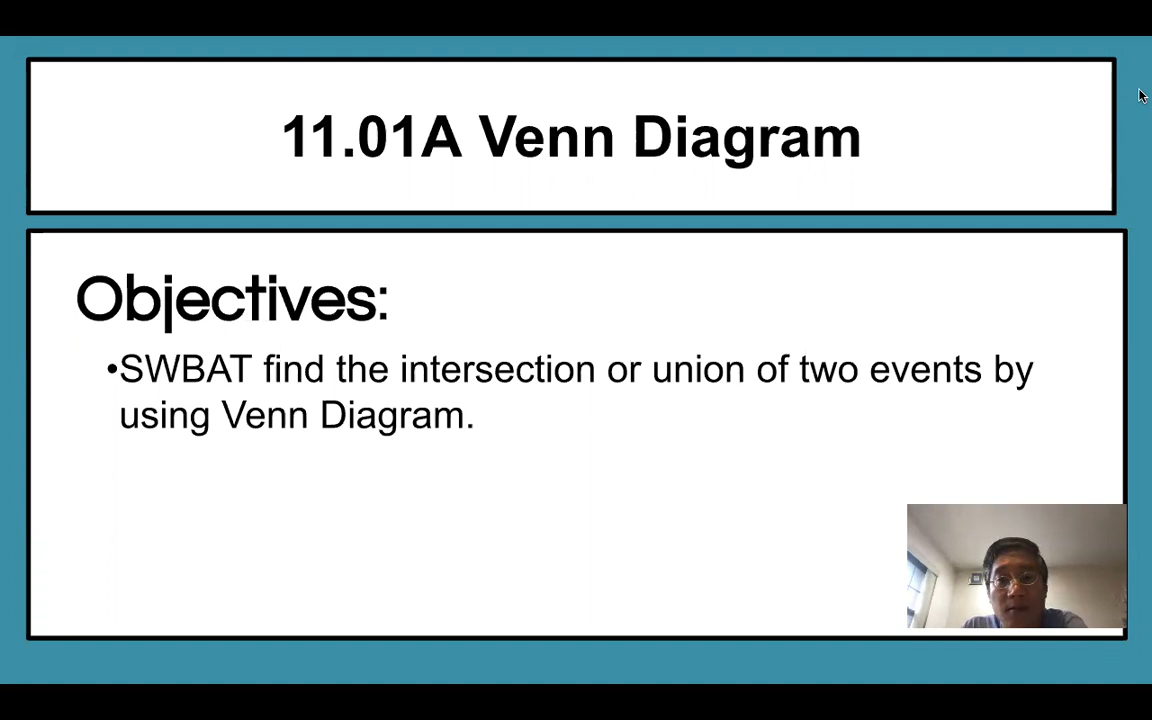 11.01A Venn Diagram
Objectives:
•SWBAT find the intersection or union of two events by
using Venn Diagram.